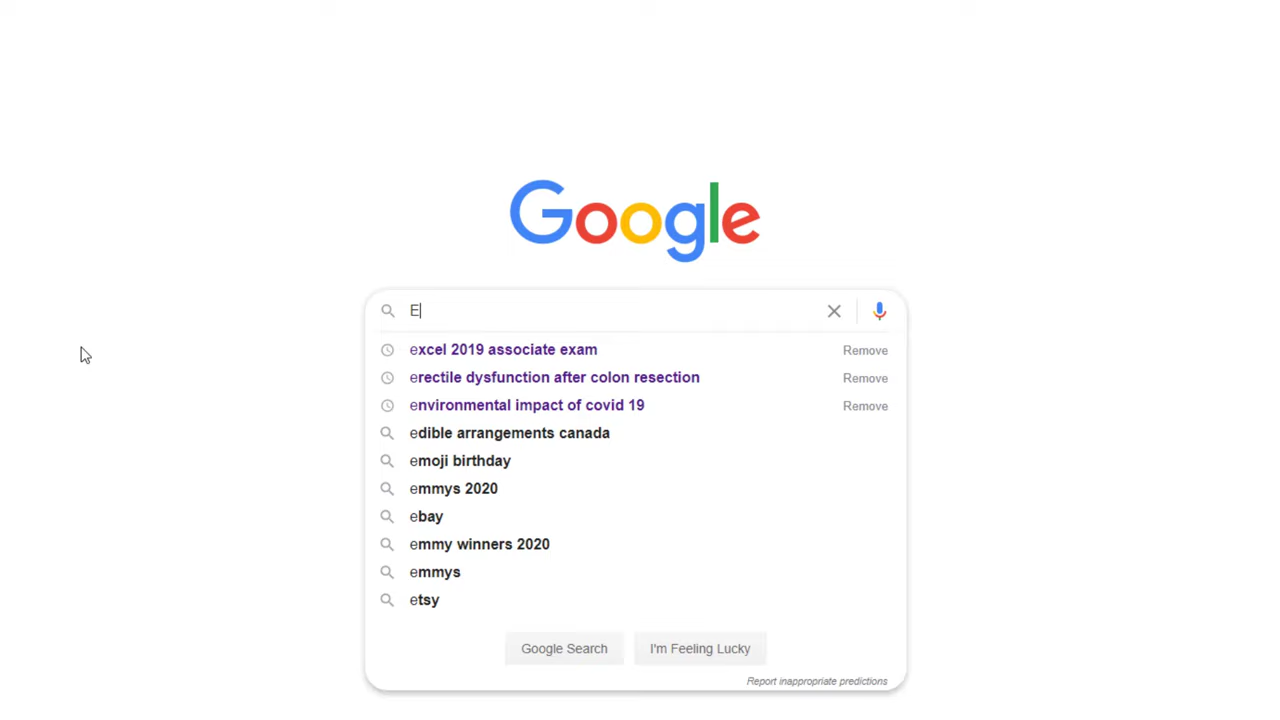 Google
E
excel 2019 associate exam Remove
erectile dysfunction after colon resection Remove
environmental impact of covid 19 Remove
edible arrangements canada
emoji birthday
emmys 2020
ebay
emmy winners 2020
emmys
etsy
Google Search I'm Feeling Lucky
Report inappropriate predictions